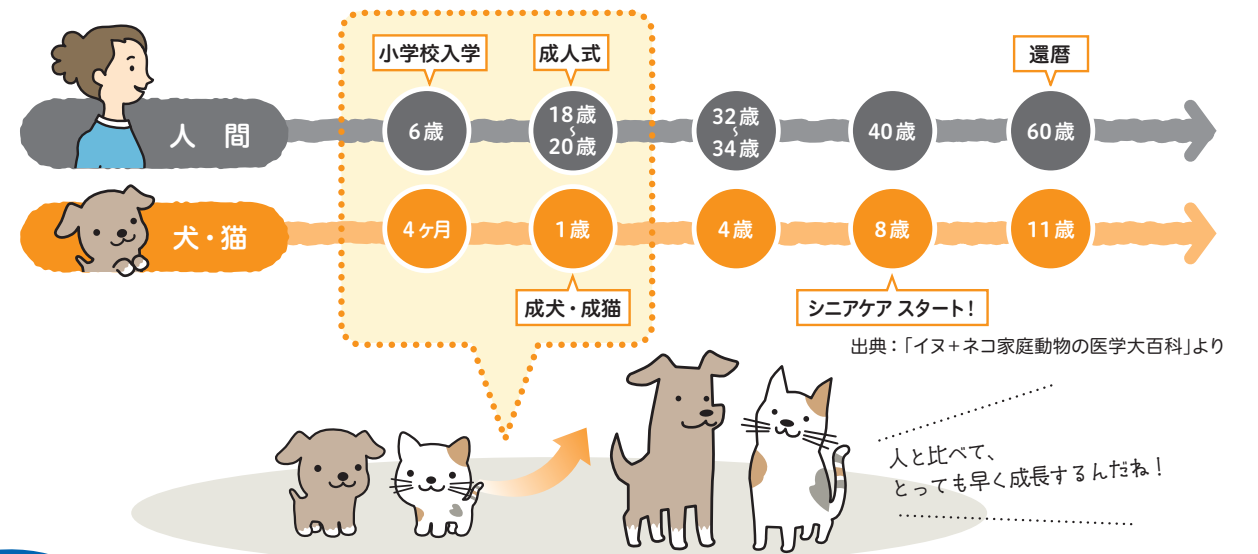 小学校入学
成人式
還暦
人 間
6歳
18歳
〜
20歳
32歳
〜
34歳
40歳
60歳
犬・猫
4ヶ月
1歳
4歳
8歳
11歳
成犬・成猫
シニアケア スタート!
出典:「イヌ+ネコ家庭動物の医学大百科」より
人と比べて、
とっても早く成長するんだね!